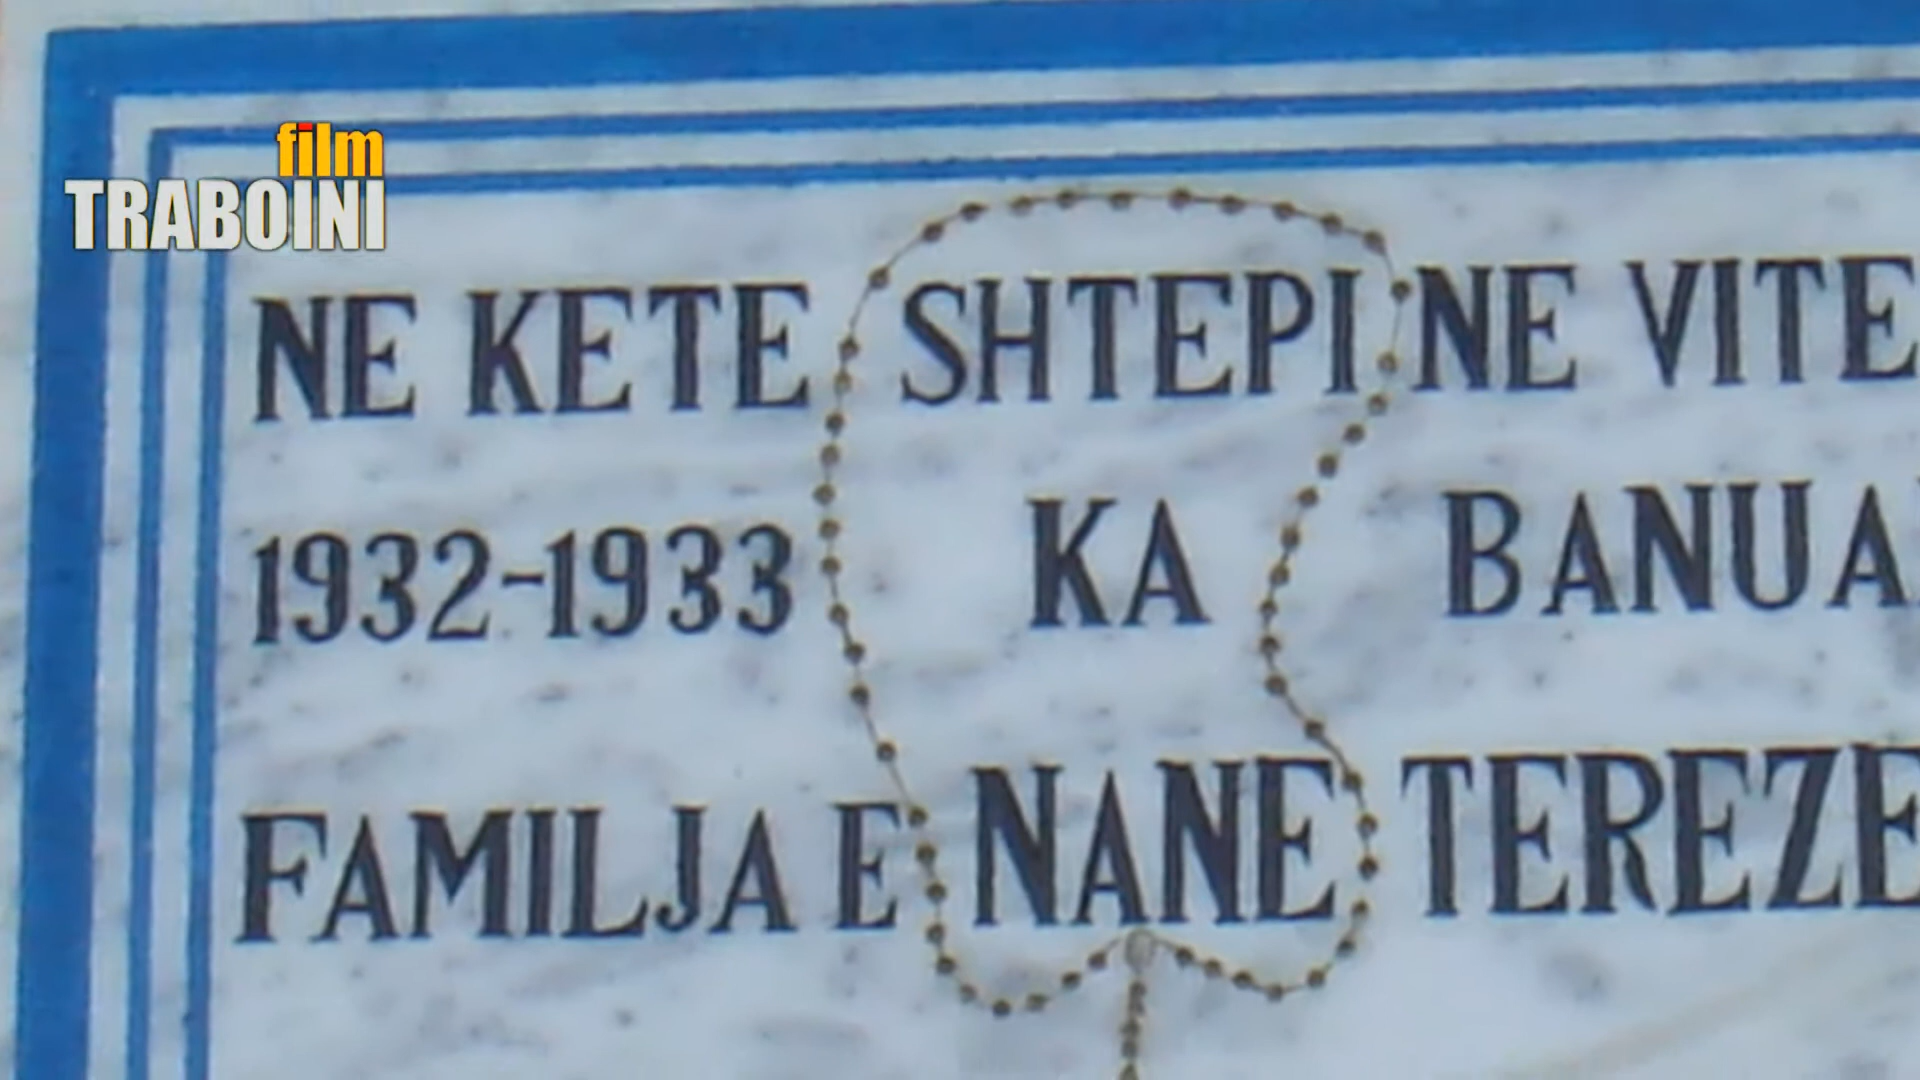 film
TRABOINI
NE KETE SHTEPI NE VITE
1932-1933 KA BANUA
FAMILJA E NANE TEREZE